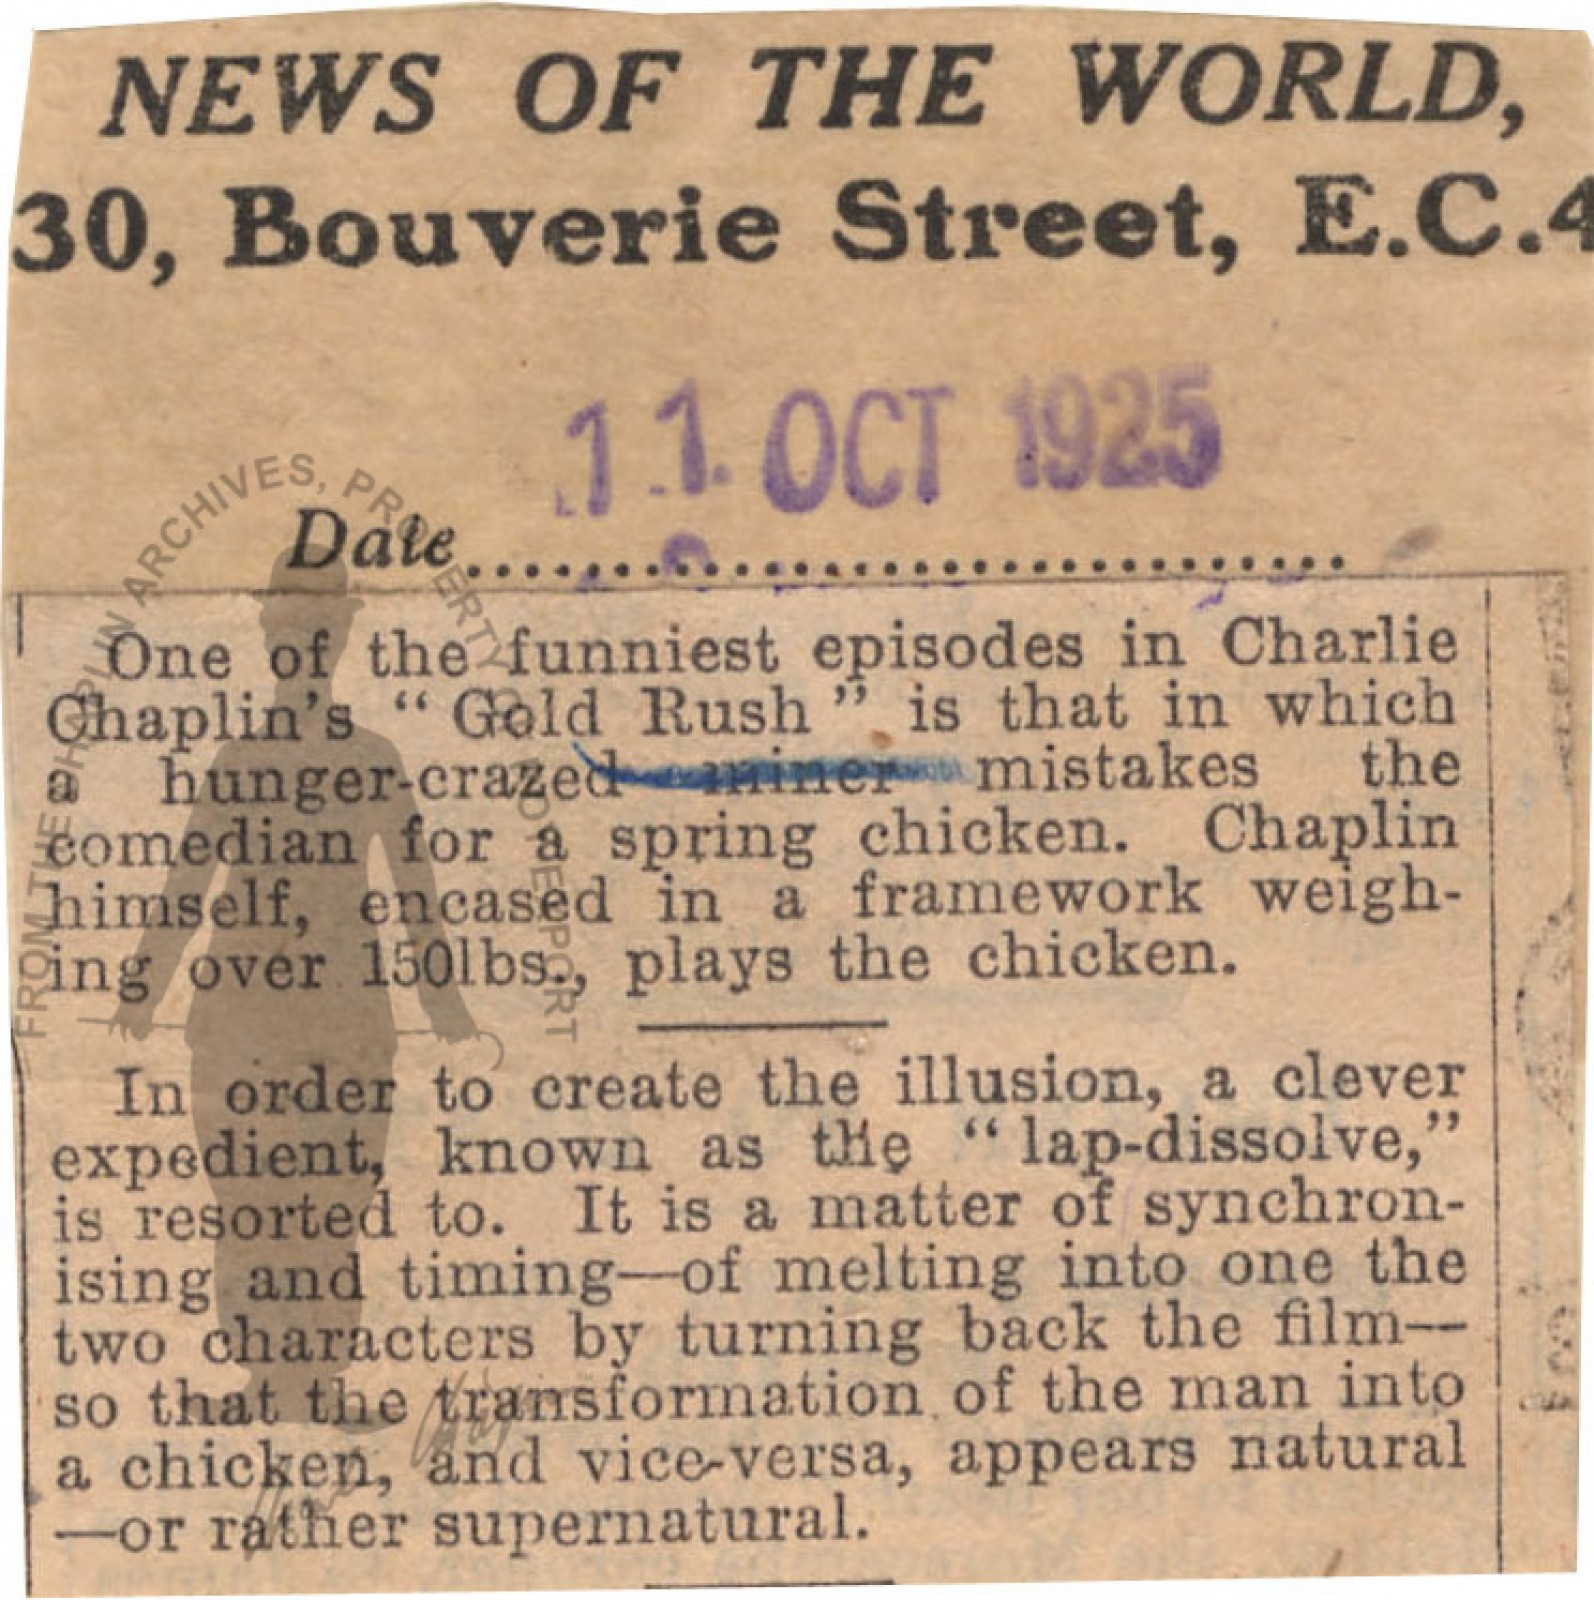 NEWS OF THE WORLD,
30, Bouverie Street, E.C.4
11 OCT 1925
Date
One of the funniest episodes in Charlie
Chaplin's “ Gold Rush ” is that in which
a hunger-crazed miner mistakes the
comedian for a spring chicken. Chaplin
himself, encased in a framework weigh-
ing over 150lbs., plays the chicken.
In order to create the illusion, a clever
expedient, known as the “ lap-dissolve,”
is resorted to. It is a matter of synchron-
ising and timing—of melting into one the
two characters by turning back the film—
so that the transformation of the man into
a chicken, and vice-versa, appears natural
—or rather supernatural.
FROM THE CHAPLIN ARCHIVES, PROPERTY OF ROY EXPORT